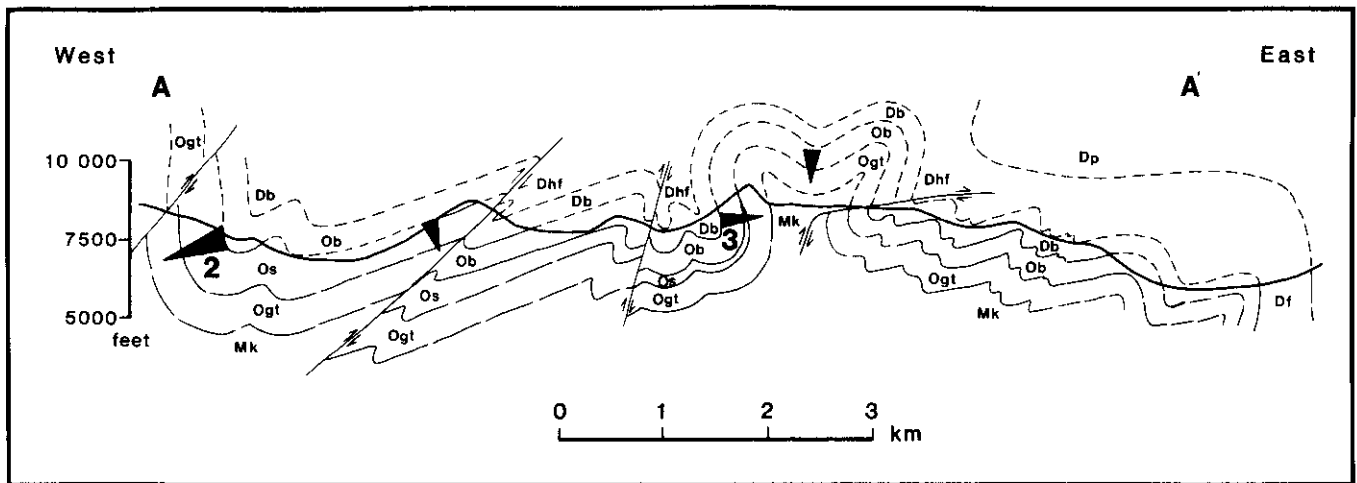 West
East
A
A'
Ogt
Db
Ob
Ogt
Dp
10 000
Db
Dhf
Db
Dhf
Dhf
Ob
Mk
7500
2
Os
Ob
Db
3
Ob
Db
Ob
Os
Os
Ogt
Ogt
Df
5000
Ogt
Mk
Mk
feet
Ogt
0 1 2 3
km